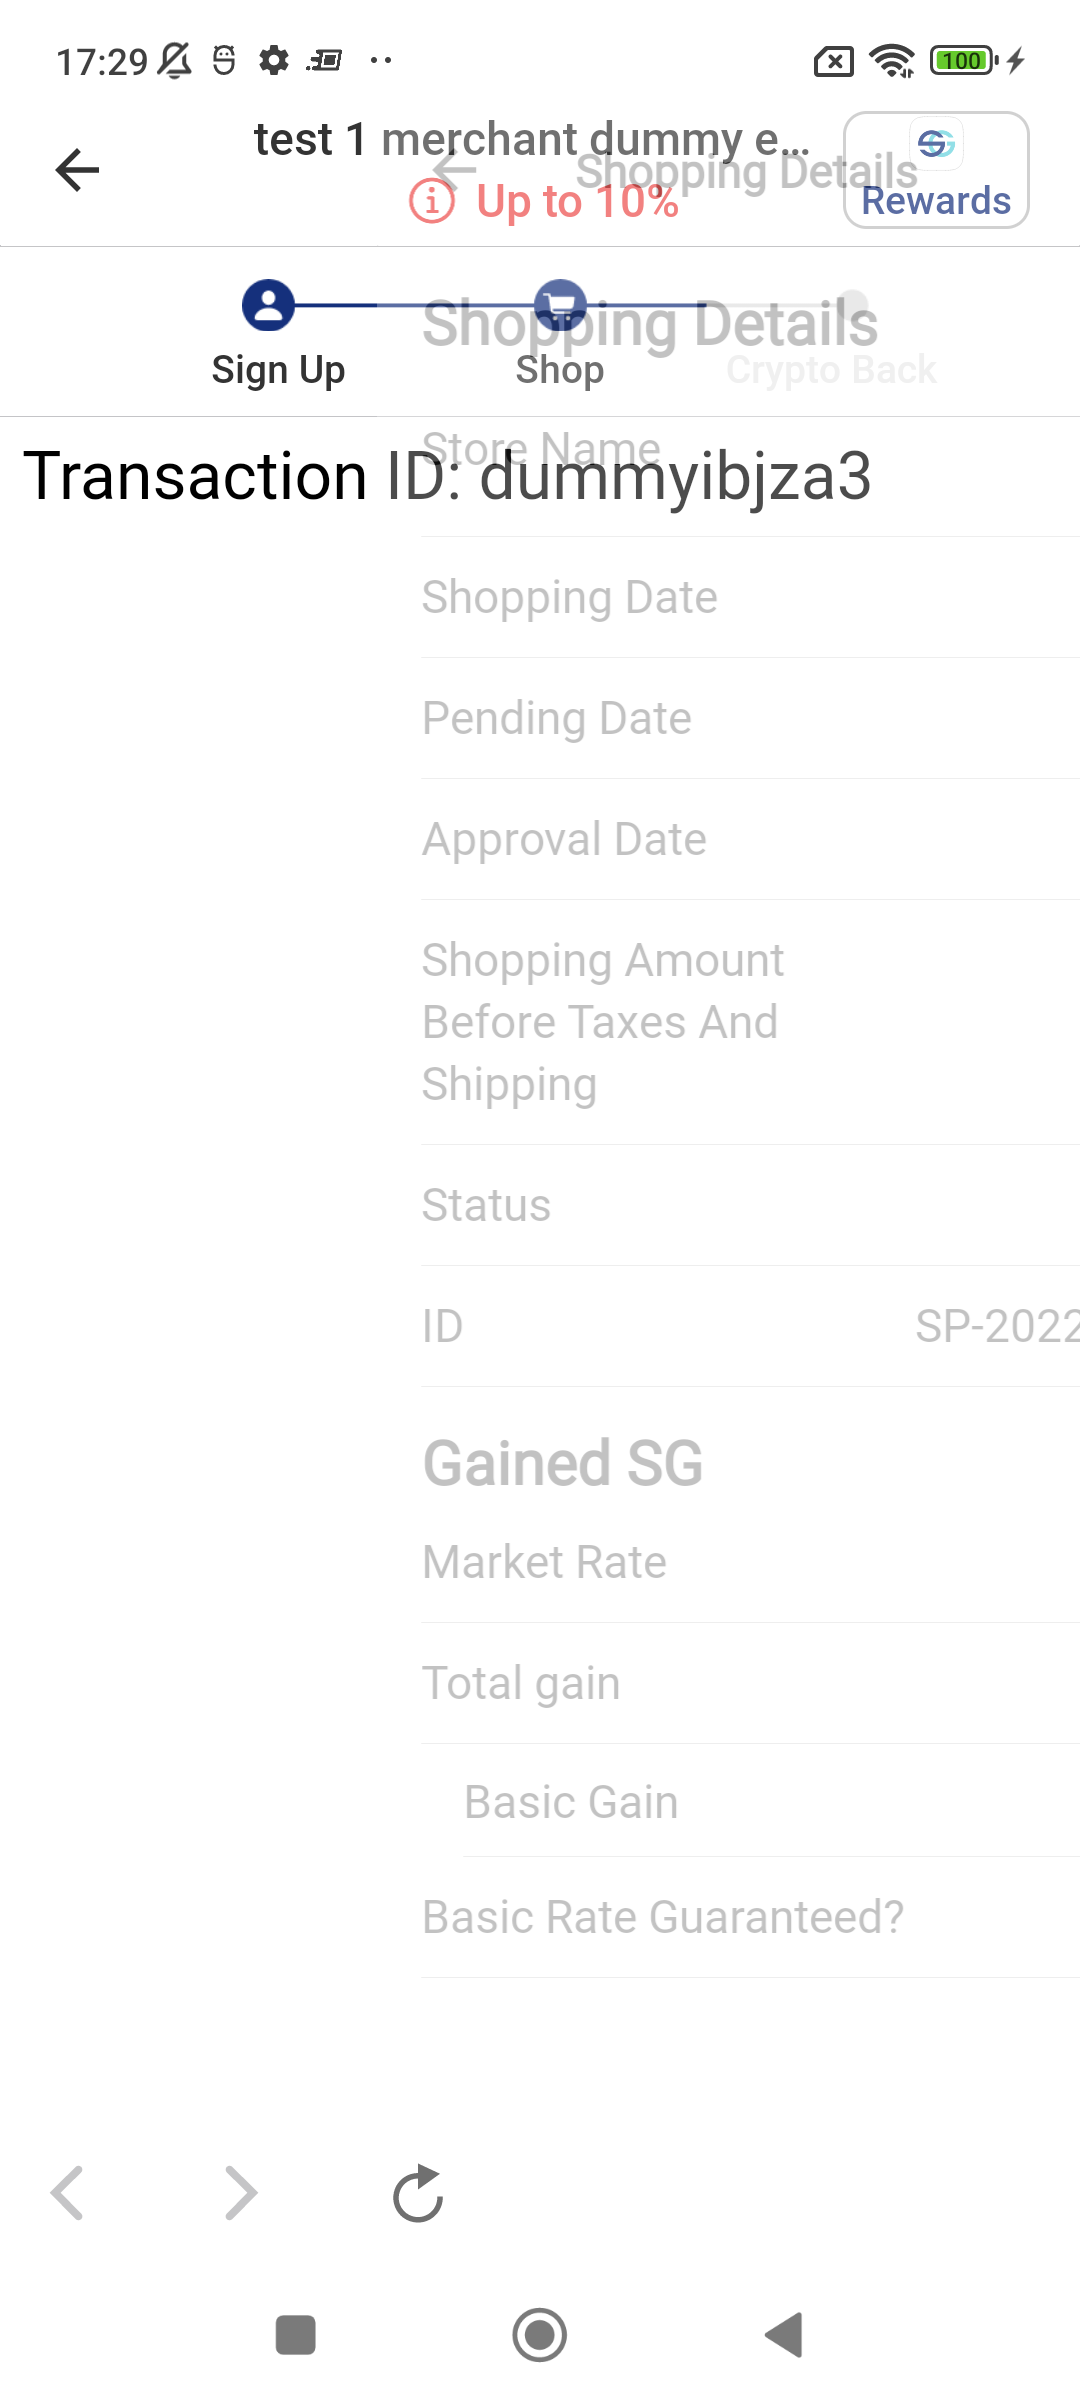 17:29
100
test 1 merchant dummy e...
Shopping Details
Up to 10%
Rewards
Shopping Details
Sign Up
Shop
Crypto Back
Store Name
Transaction ID: dummyibjza3
Shopping Date
Pending Date
Approval Date
Shopping Amount
Before Taxes And
Shipping
Status
ID SP-2022
Gained SG
Market Rate
Total gain
Basic Gain
Basic Rate Guaranteed?